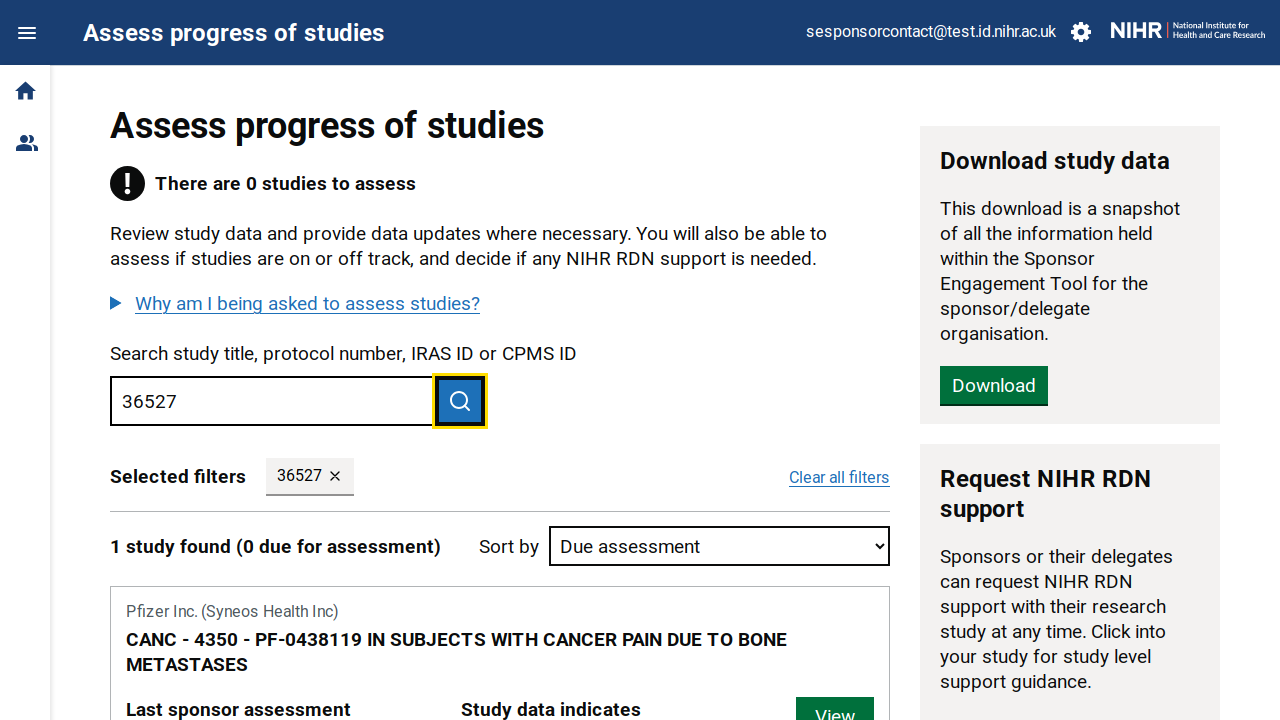 Assess progress of studies
sesponsorcontact@test.id.nihr.ac.uk
NIHR | National Institute for
Health and Care Research
Assess progress of studies
There are 0 studies to assess
Review study data and provide data updates where necessary. You will also be able to
assess if studies are on or off track, and decide if any NIHR RDN support is needed.
Why am I being asked to assess studies?
Search study title, protocol number, IRAS ID or CPMS ID
36527
Selected filters
36527
Clear all filters
1 study found (0 due for assessment)
Sort by
Due assessment
Pfizer Inc. (Syneos Health Inc)
CANC - 4350 - PF-0438119 IN SUBJECTS WITH CANCER PAIN DUE TO BONE
METASTASES
Last sponsor assessment
Study data indicates
View
Download study data
This download is a snapshot
of all the information held
within the Sponsor
Engagement Tool for the
sponsor/delegate
organisation.
Download
Request NIHR RDN
support
Sponsors or their delegates
can request NIHR RDN
support with their research
study at any time. Click into
your study for study level
support guidance.